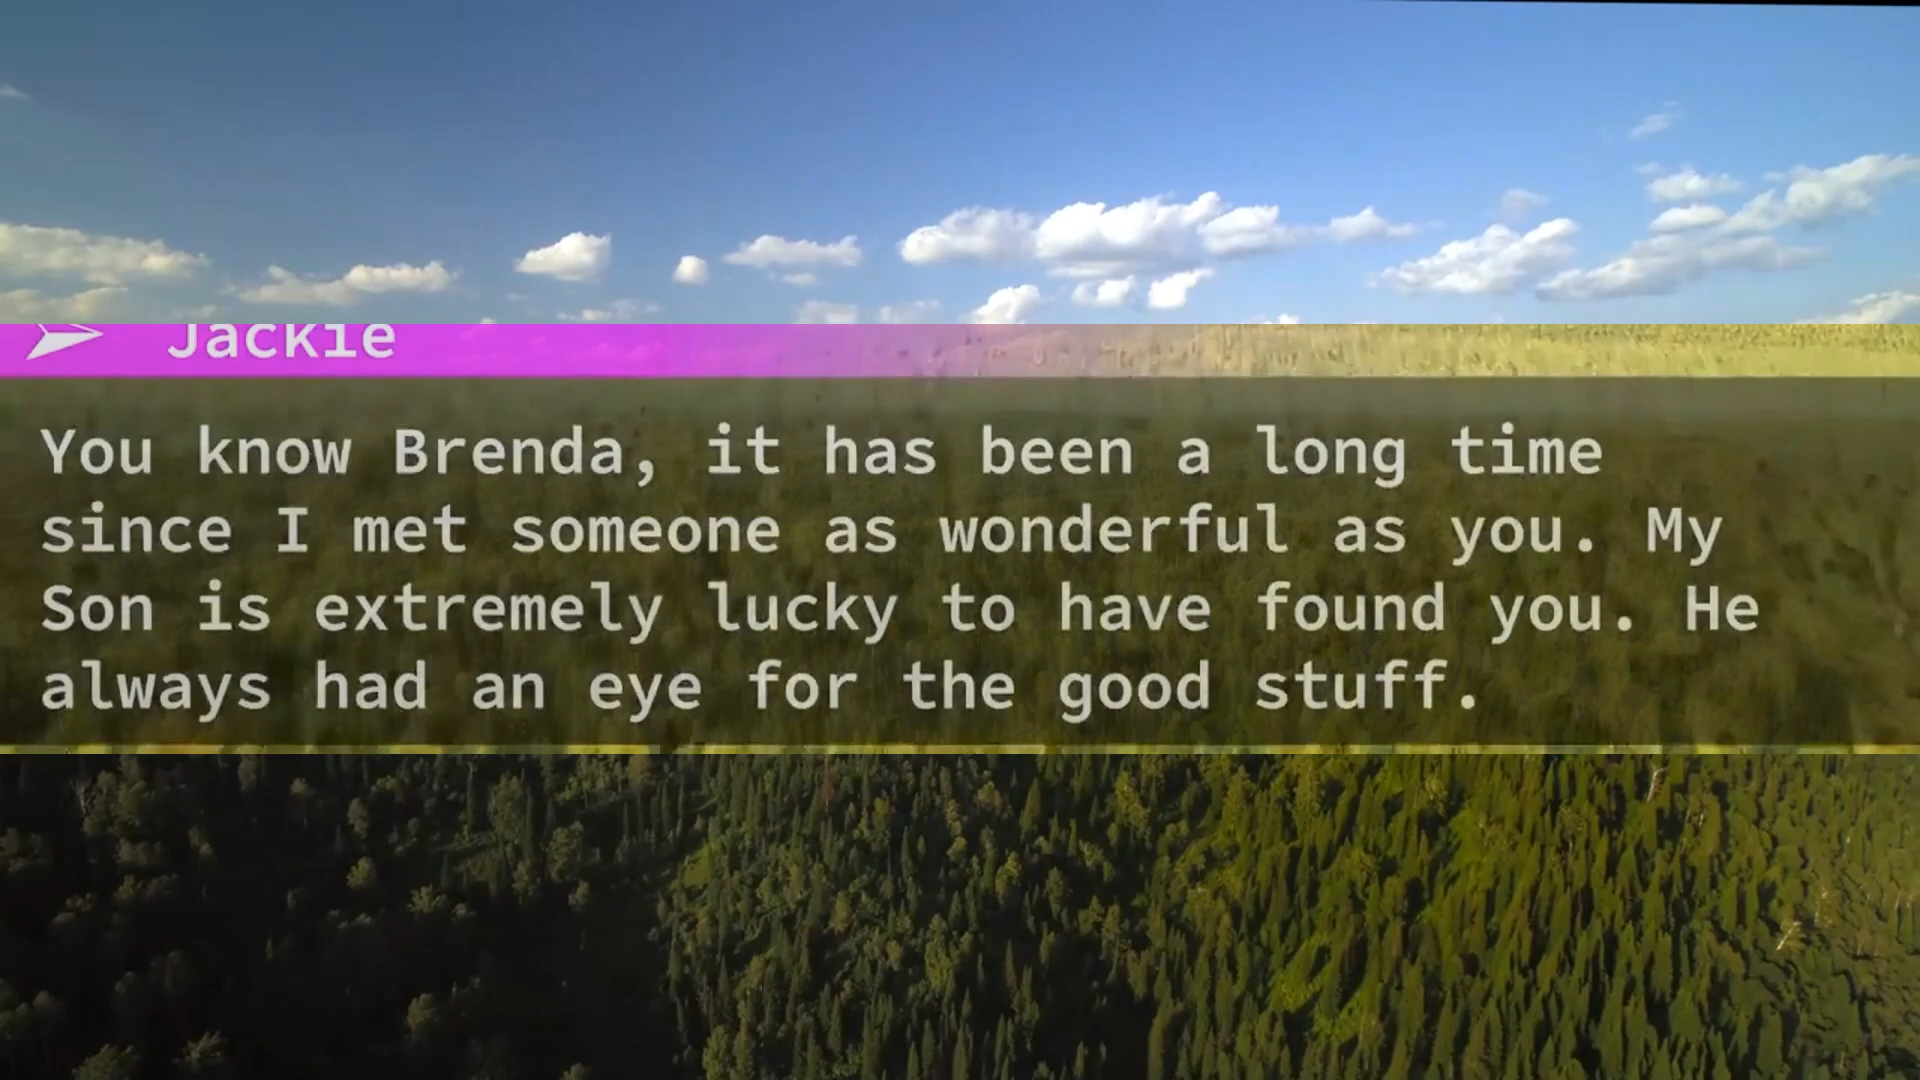 Jackie
You know Brenda, it has been a long time
since I met someone as wonderful as you. My
Son is extremely lucky to have found you. He
always had an eye for the good stuff.